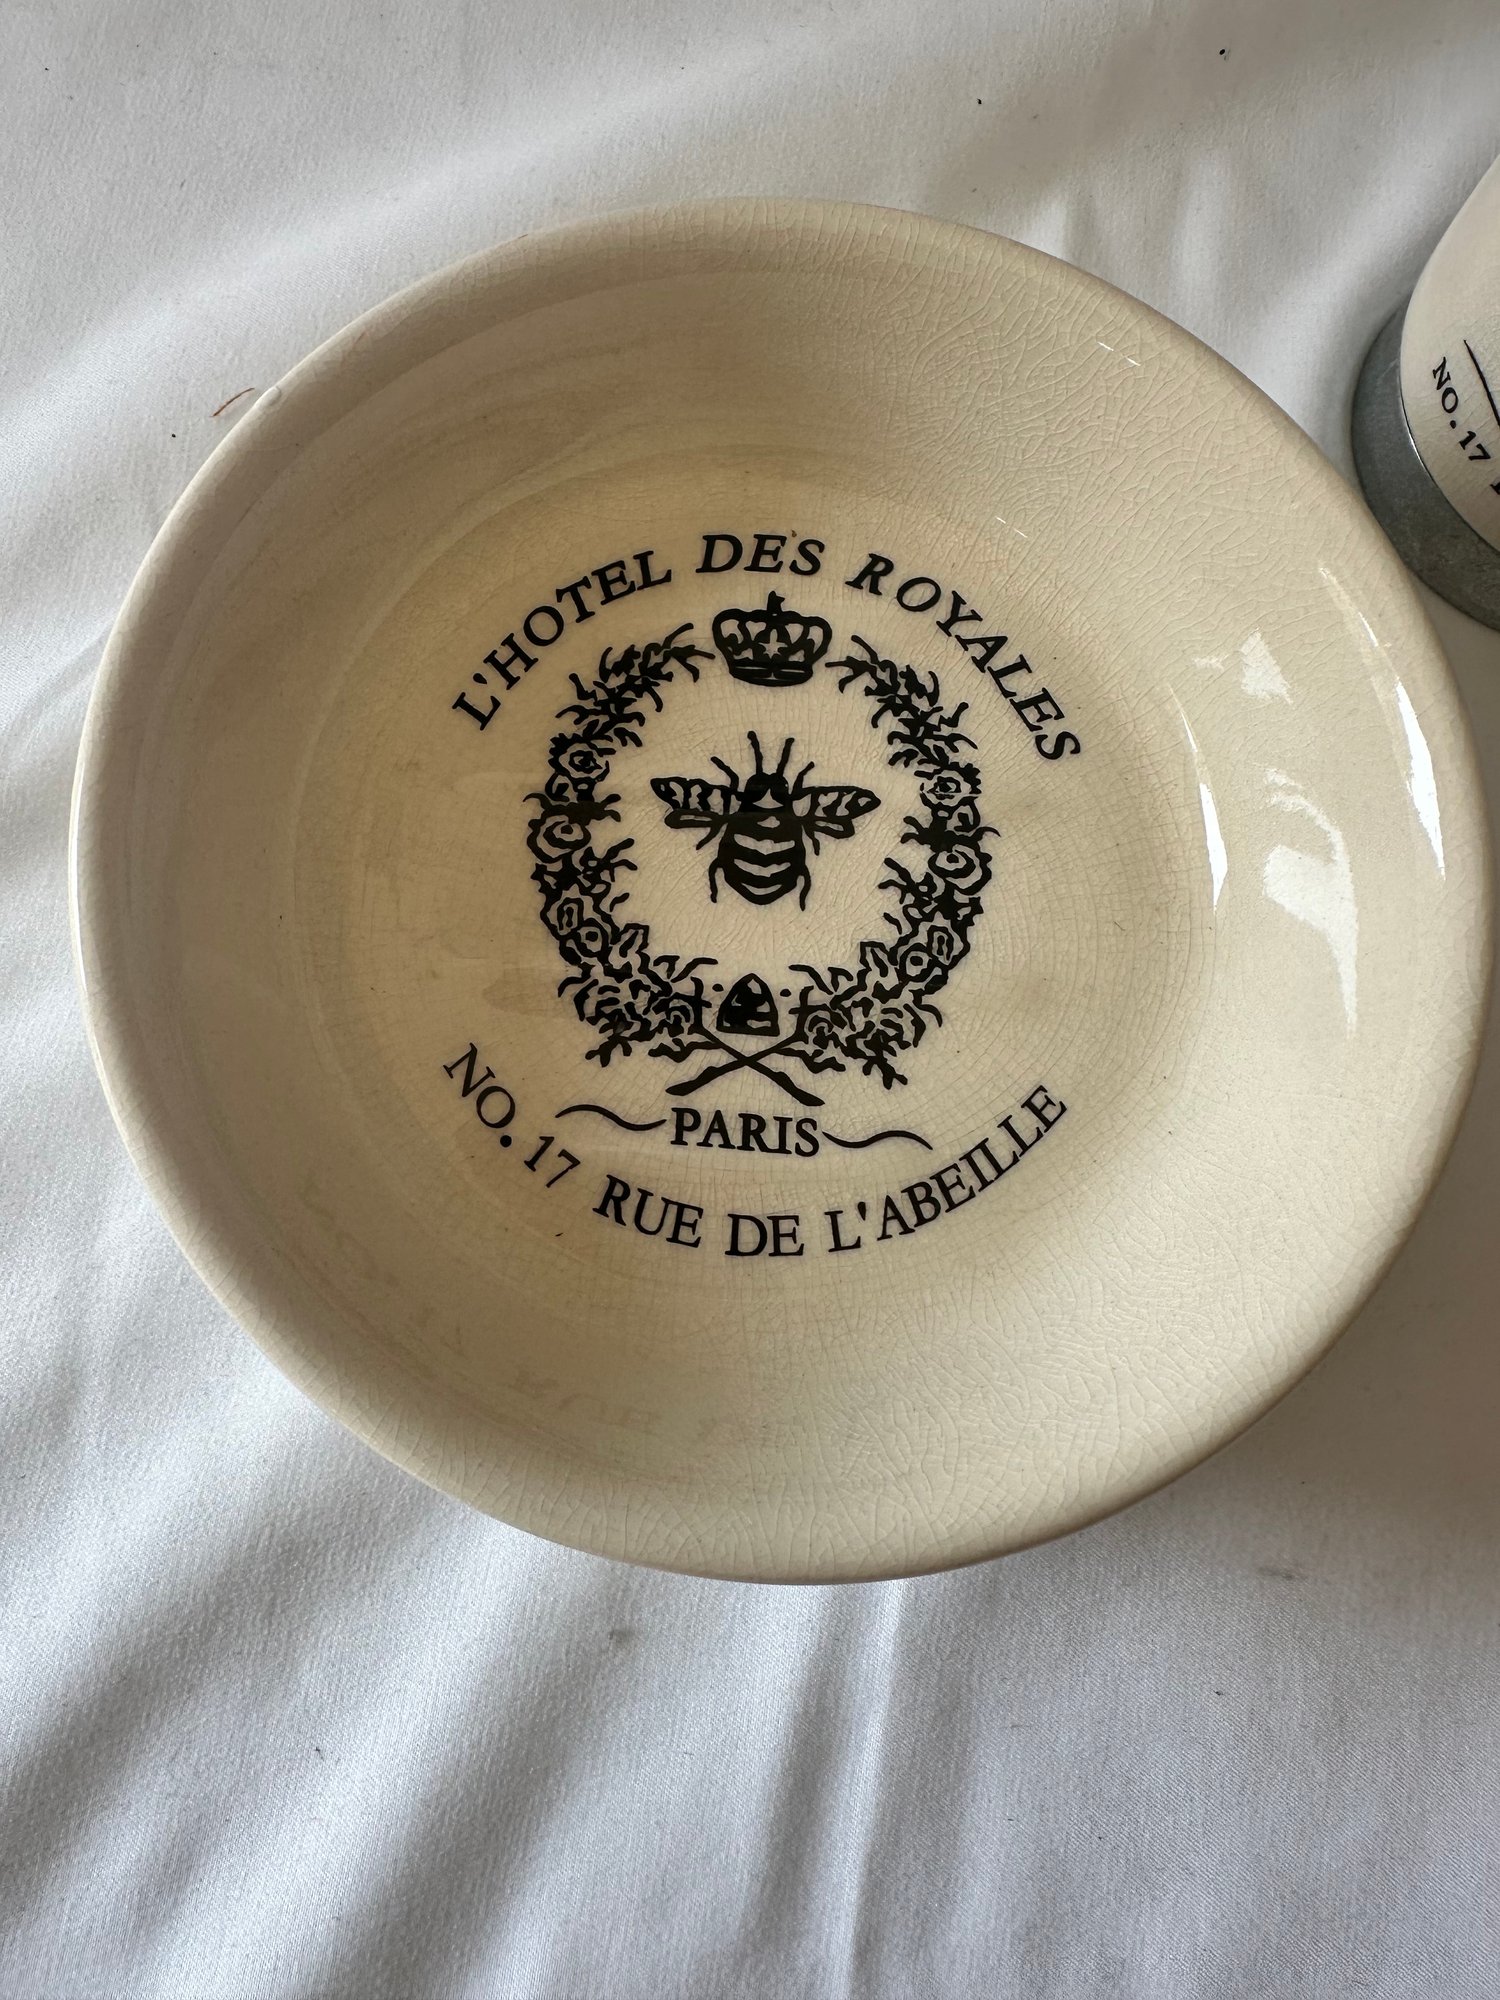 L'HOTEL DES ROYALES
PARIS
NO. 17 RUE DE L'ABEILLE
NO. 17